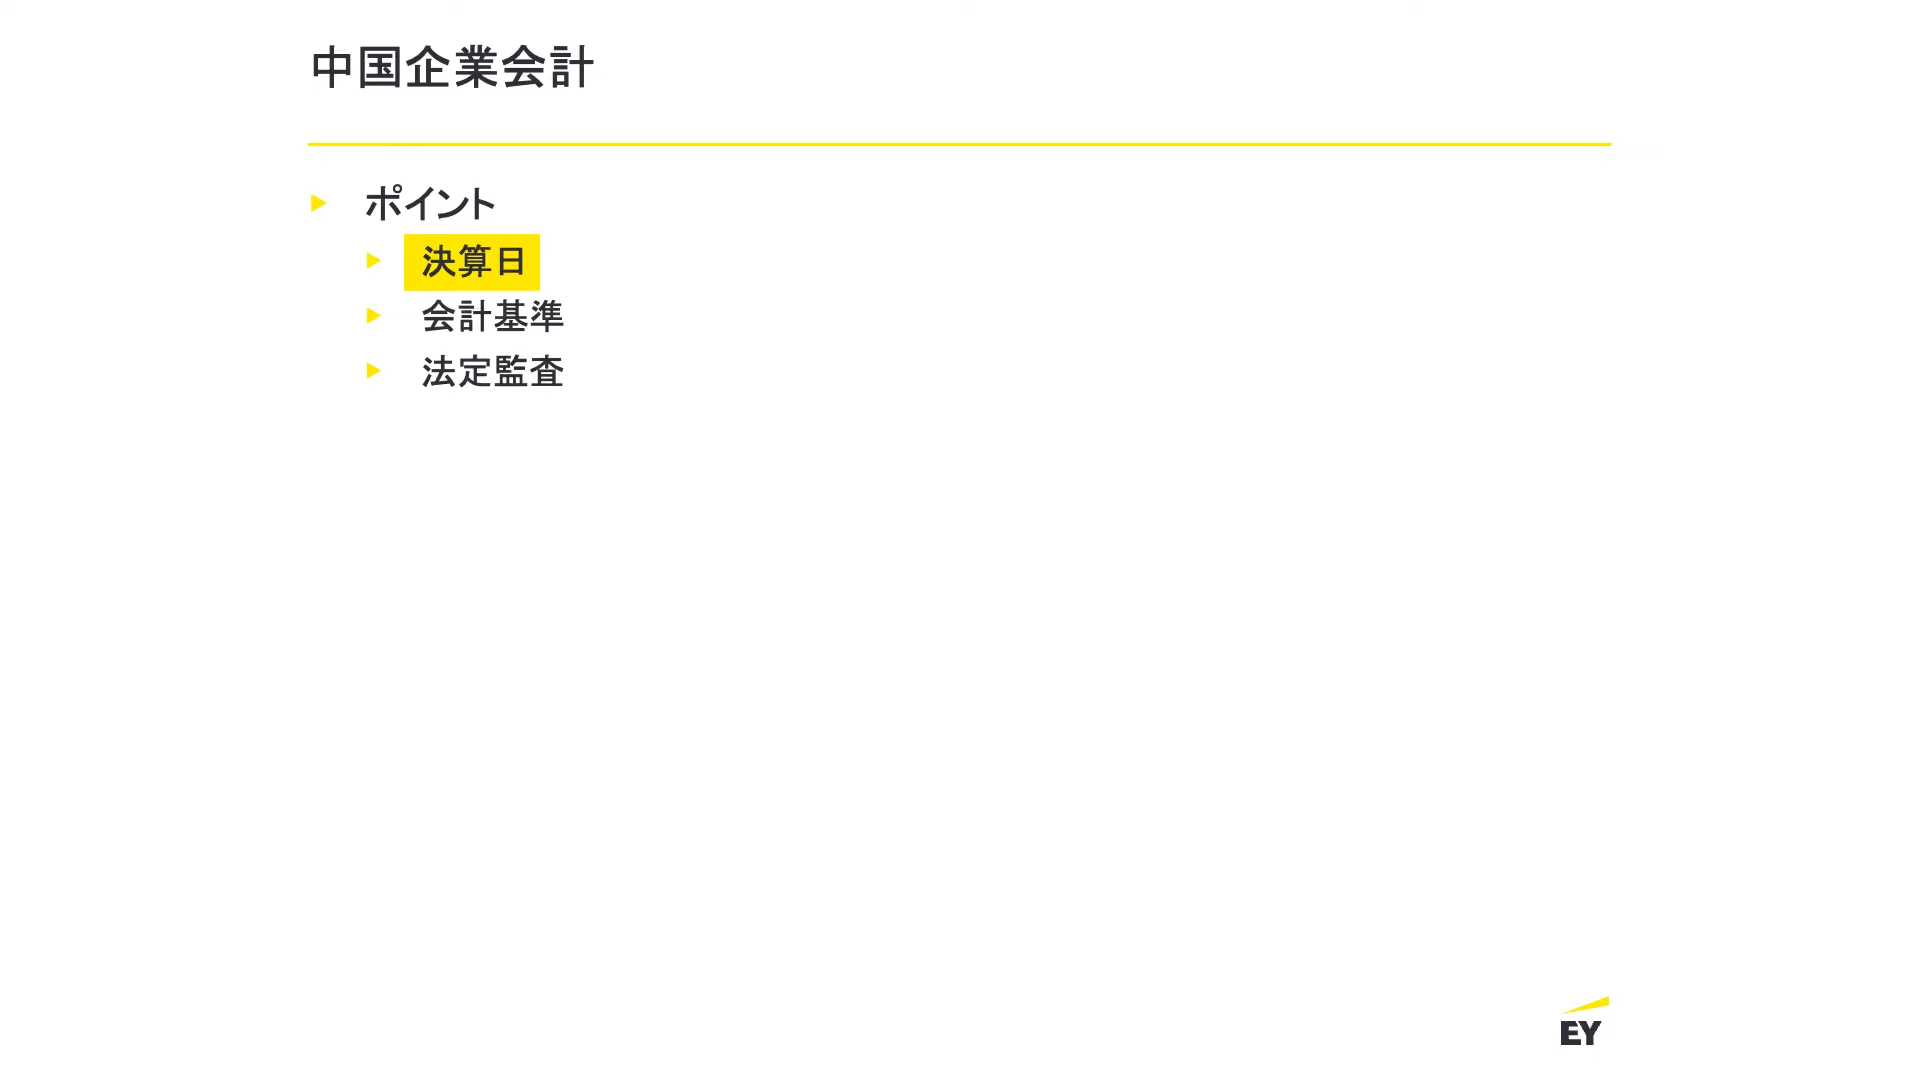 中国企業会計
ポイント
決算日
会計基準
法定監査
EY